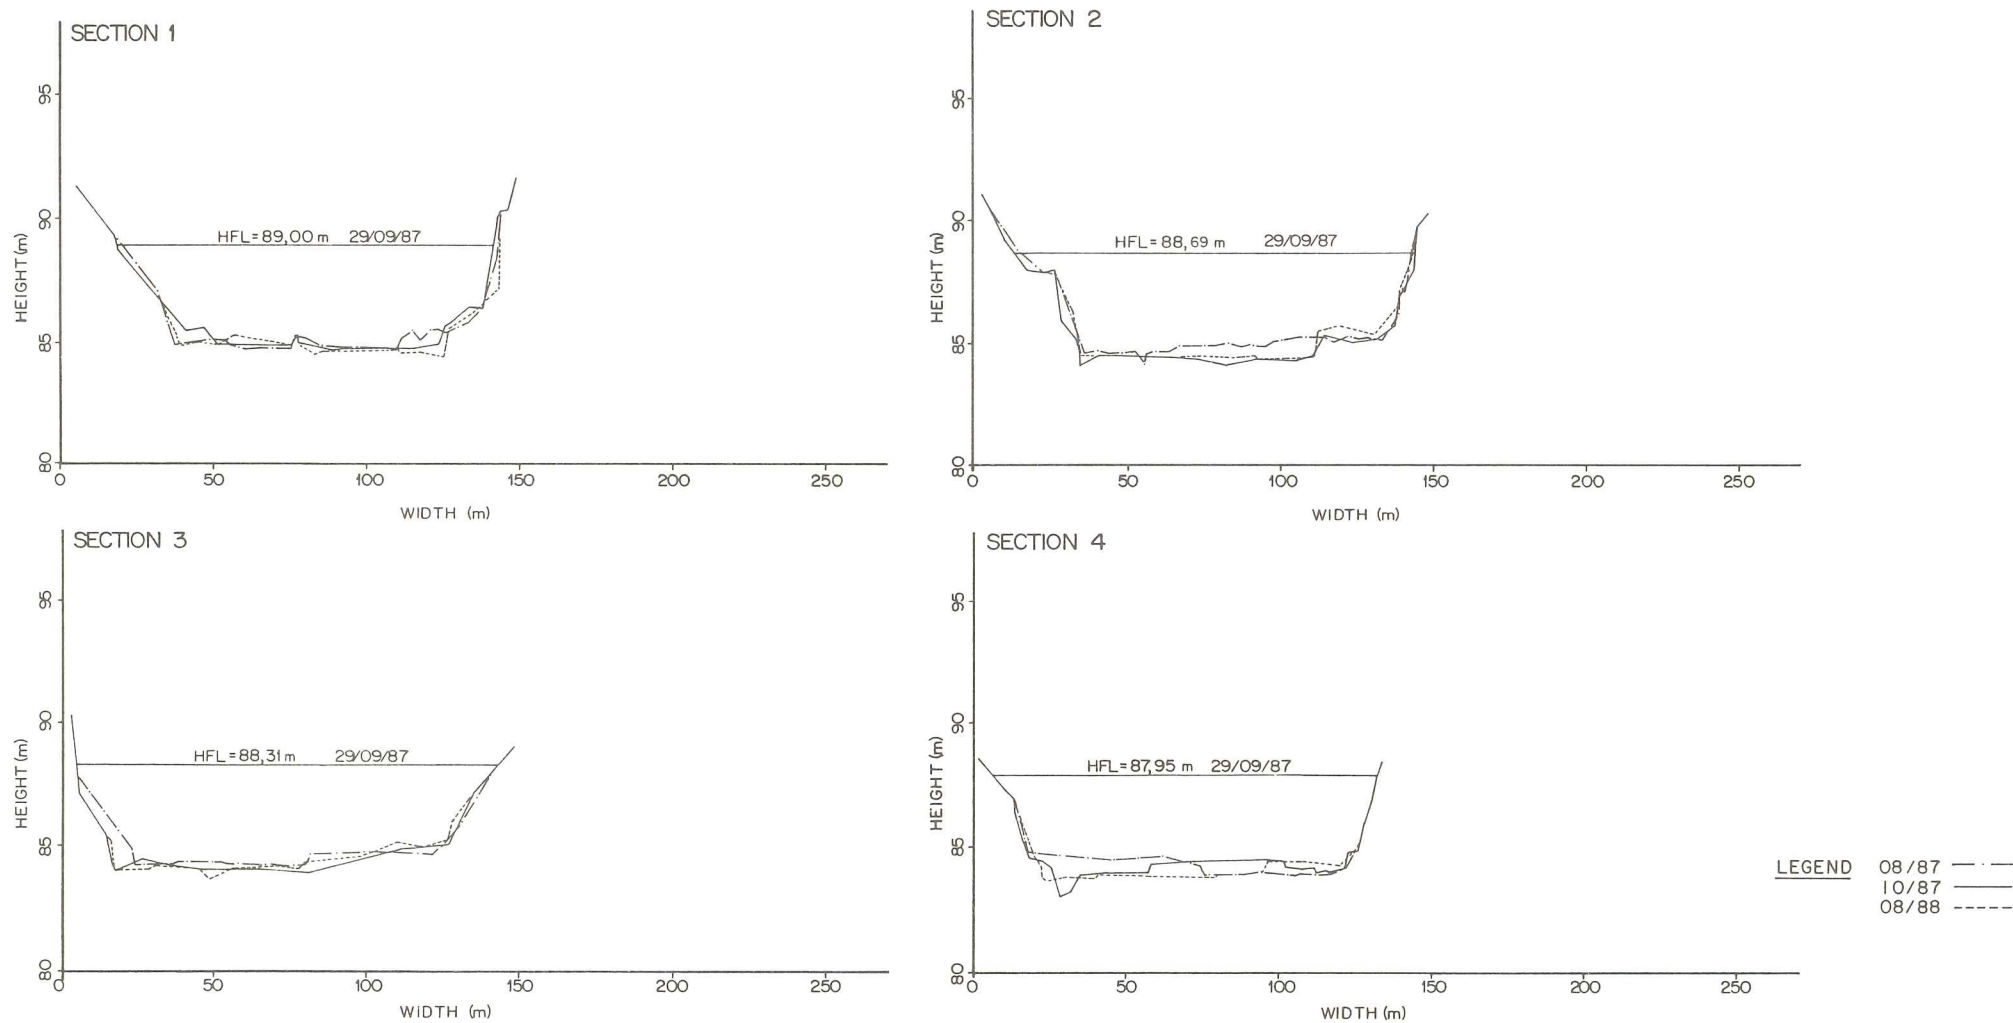 SECTION 1
HEIGHT (m)
95
90
85
80
HFL = 89,00 m 29/09/87
0 50 100 150 200 250
WIDTH (m)
SECTION 2
HEIGHT (m)
95
90
85
80
HFL = 88,69 m 29/09/87
0 50 100 150 200 250
WIDTH (m)
SECTION 3
HEIGHT (m)
95
90
85
80
HFL = 88,31 m 29/09/87
0 50 100 150 200 250
WIDTH (m)
SECTION 4
HEIGHT (m)
95
90
85
80
HFL = 87,95 m 29/09/87
0 50 100 150 200 250
WIDTH (m)
LEGEND 08/87
10/87
08/88